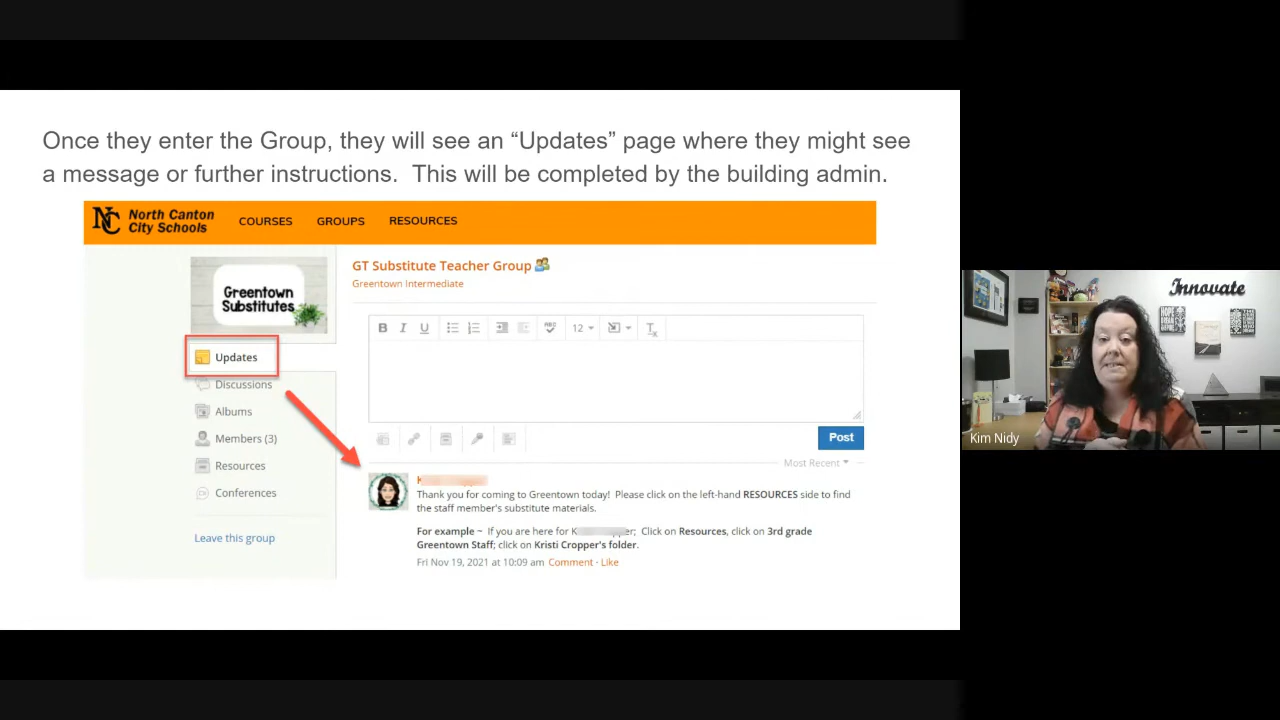 Once they enter the Group, they will see an “Updates” page where they might see
a message or further instructions.  This will be completed by the building admin.
NC North Canton
City Schools
COURSES GROUPS RESOURCES
Greentown
Substitutes
GT Substitute Teacher Group
Greentown Intermediate
B I U ABC 12
Updates
Discussions
Albums
Members (3)
Resources
Conferences
Leave this group
Post
Most Recent
Thank you for coming to Greentown today!  Please click on the left-hand RESOURCES side to find
the staff member's substitute materials.
For example ~  If you are here for; Click on Resources, click on 3rd grade
Greentown Staff; click on Kristi Cropper's folder.
Fri Nov 19, 2021 at 10:09 am Comment · Like
Innovate
Kim Nidy